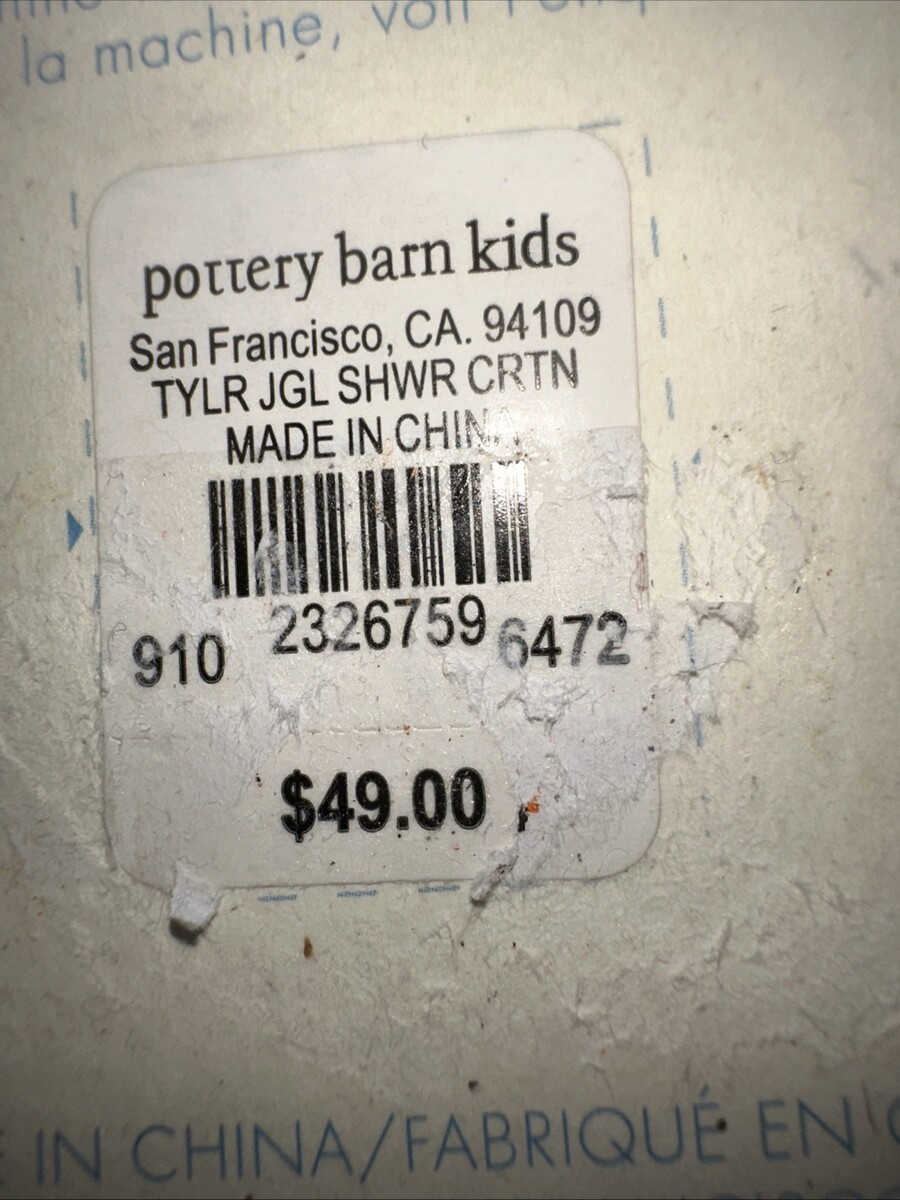 la machine, voir
pottery barn kids
San Francisco, CA. 94109
TYLR JGL SHWR CRTN
MADE IN CHINA
910 2326759 6472
$49.00
IN CHINA/FABRIQUÉ EN